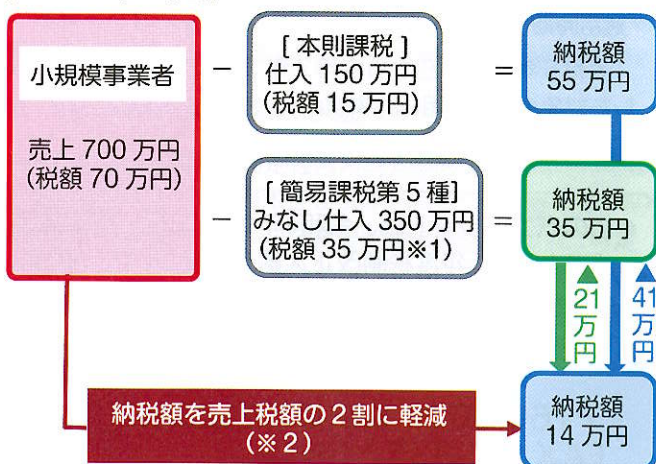 小規模事業者
売上 700 万円
(税額 70 万円)
−
[ 本則課税 ]
仕入 150 万円
(税額 15 万円)
=
納税額
55 万円
−
[ 簡易課税第 5 種]
みなし仕入 350 万円
(税額 35 万円※1)
=
納税額
35 万円
▲21万円
▲41万円
納税額を売上税額の 2 割に軽減
(※ 2)
納税額
14 万円